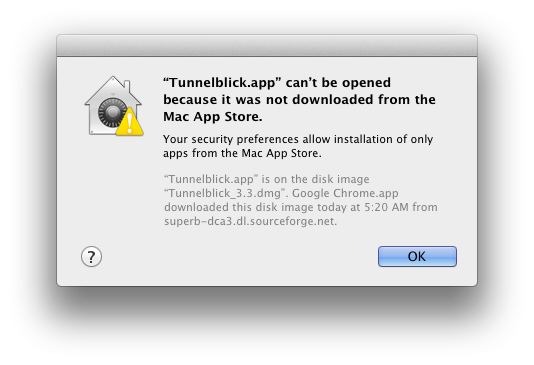 “Tunnelblick.app” can’t be opened
because it was not downloaded from the
Mac App Store.
Your security preferences allow installation of only
apps from the Mac App Store.
“Tunnelblick.app” is on the disk image
“Tunnelblick_3.3.dmg”. Google Chrome.app
downloaded this disk image today at 5:20 AM from
superb-dca3.dl.sourceforge.net.
?
OK